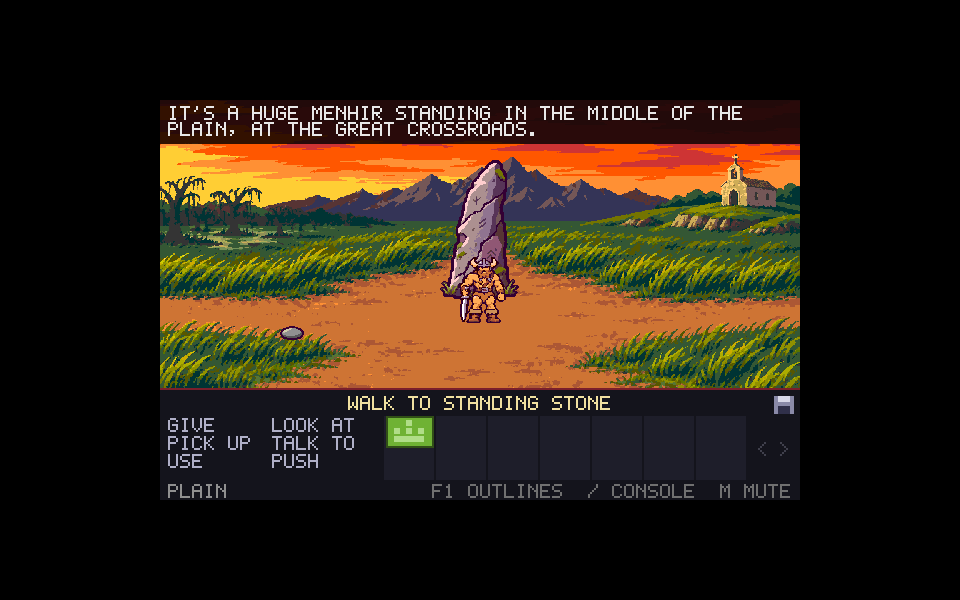 IT'S A HUGE MENHIR STANDING IN THE MIDDLE OF THE
PLAIN, AT THE GREAT CROSSROADS.
WALK TO STANDING STONE
GIVE LOOK AT
PICK UP TALK TO
USE PUSH
< >
PLAIN F1 OUTLINES / CONSOLE M MUTE